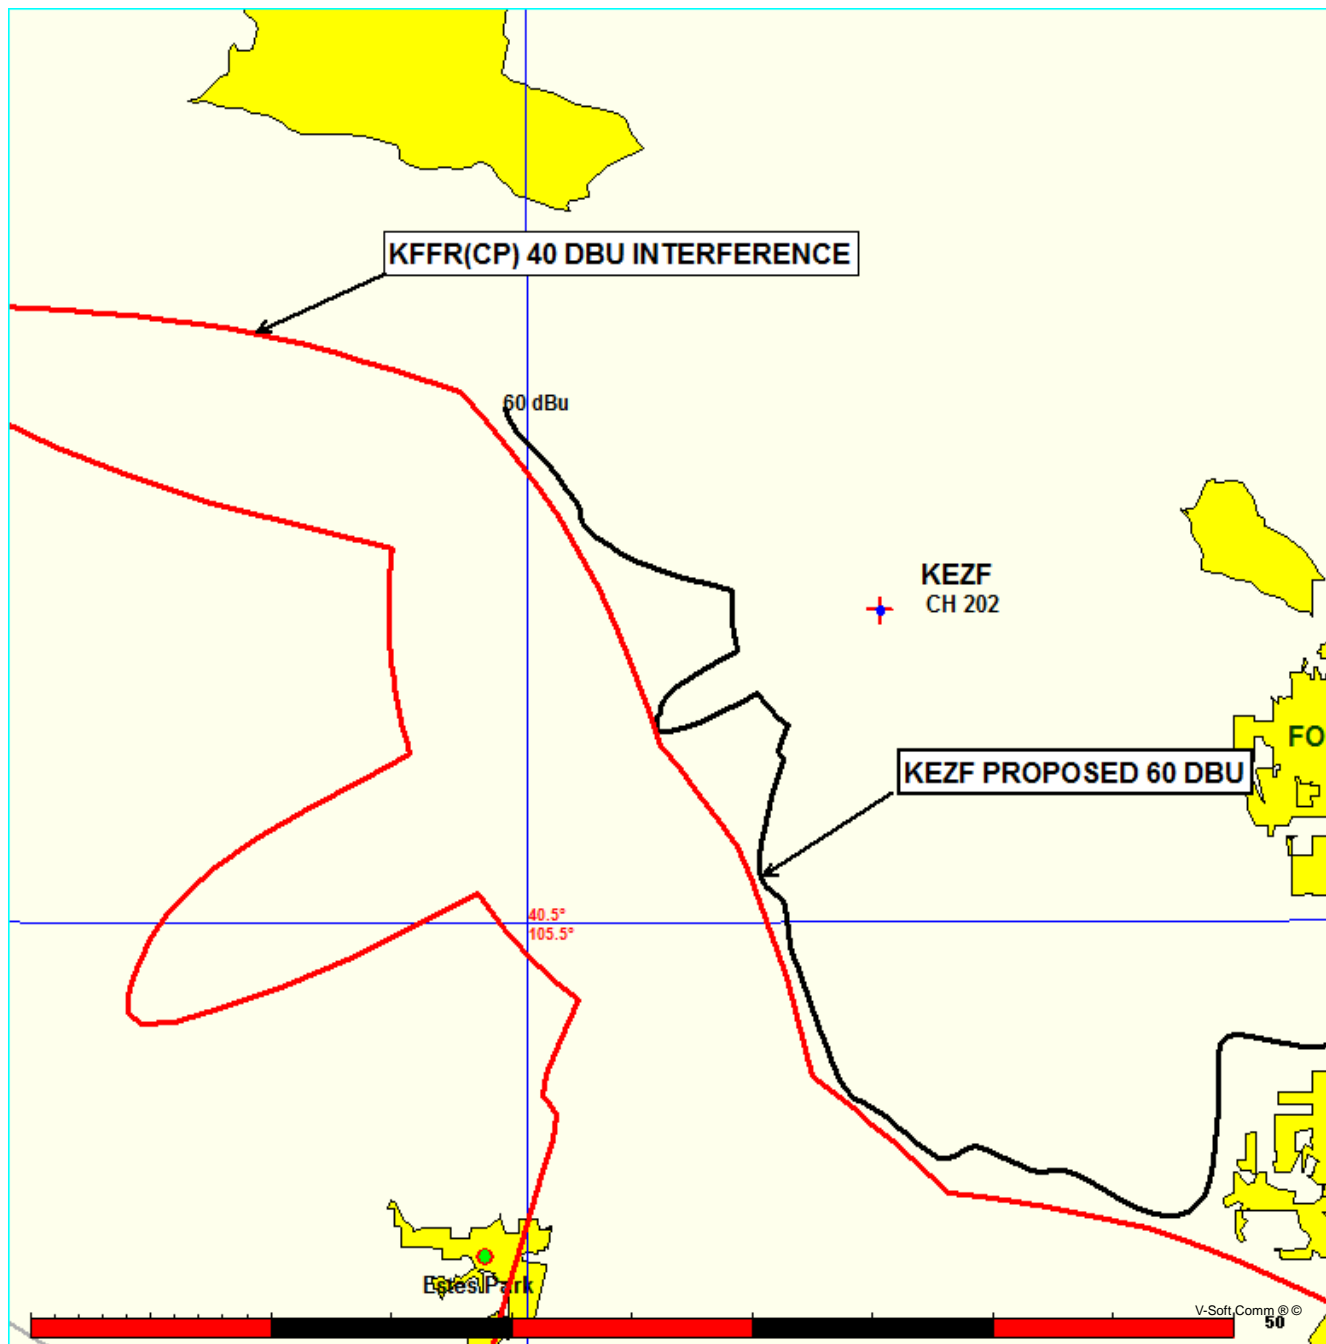 KFFR(CP) 40 DBU INTERFERENCE
60 dBu
KEZF
CH 202
FO
KEZF PROPOSED 60 DBU
40.5°
105.5°
Estes Park
V-Soft Comm ® ©
50